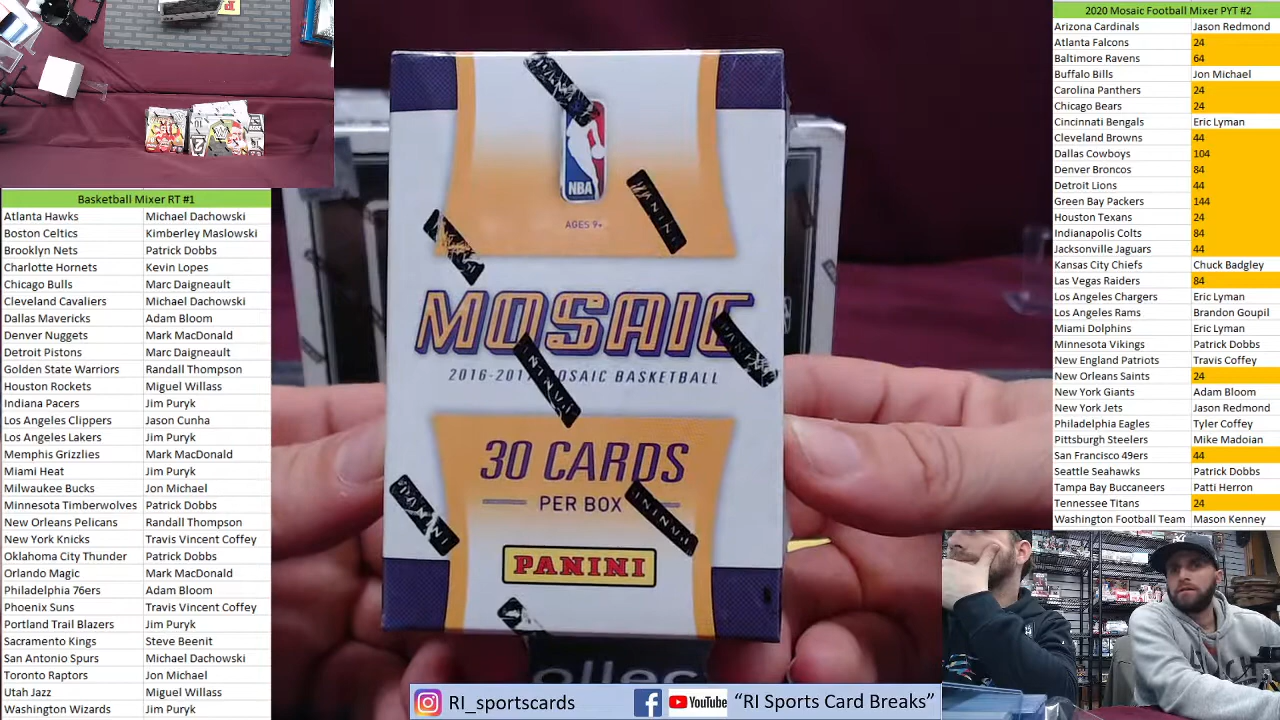 Basketball Mixer RT #1
Atlanta Hawks Michael Dachowski
Boston Celtics Kimberley Maslowski
Brooklyn Nets Patrick Dobbs
Charlotte Hornets Kevin Lopes
Chicago Bulls Marc Daigneault
Cleveland Cavaliers Michael Dachowski
Dallas Mavericks Adam Bloom
Denver Nuggets Mark MacDonald
Detroit Pistons Marc Daigneault
Golden State Warriors Randall Thompson
Houston Rockets Miguel Willass
Indiana Pacers Jim Puryk
Los Angeles Clippers Jason Cunha
Los Angeles Lakers Jim Puryk
Memphis Grizzlies Mark MacDonald
Miami Heat Jim Puryk
Milwaukee Bucks Jon Michael
Minnesota Timberwolves Patrick Dobbs
New Orleans Pelicans Randall Thompson
New York Knicks Travis Vincent Coffey
Oklahoma City Thunder Patrick Dobbs
Orlando Magic Mark MacDonald
Philadelphia 76ers Adam Bloom
Phoenix Suns Travis Vincent Coffey
Portland Trail Blazers Jim Puryk
Sacramento Kings Steve Beenit
San Antonio Spurs Michael Dachowski
Toronto Raptors Jon Michael
Utah Jazz Miguel Willass
Washington Wizards Jim Puryk
NBA
AGES 9+
PANINI
MOSAIC
PANINI
2016-2017 MOSAIC BASKETBALL
PANINI
30 CARDS
PER BOX
PANINI
PANINI
PANINI
RI_sportscards
YouTube
"RI Sports Card Breaks"
2020 Mosaic Football Mixer PYT #2
Arizona Cardinals Jason Redmond
Atlanta Falcons 24
Baltimore Ravens 64
Buffalo Bills Jon Michael
Carolina Panthers 24
Chicago Bears 24
Cincinnati Bengals Eric Lyman
Cleveland Browns 44
Dallas Cowboys 104
Denver Broncos 84
Detroit Lions 44
Green Bay Packers 144
Houston Texans 24
Indianapolis Colts 84
Jacksonville Jaguars 44
Kansas City Chiefs Chuck Badgley
Las Vegas Raiders 84
Los Angeles Chargers Eric Lyman
Los Angeles Rams Brandon Goupil
Miami Dolphins Eric Lyman
Minnesota Vikings Patrick Dobbs
New England Patriots Travis Coffey
New Orleans Saints 24
New York Giants Adam Bloom
New York Jets Jason Redmond
Philadelphia Eagles Tyler Coffey
Pittsburgh Steelers Mike Madoian
San Francisco 49ers 44
Seattle Seahawks Patrick Dobbs
Tampa Bay Buccaneers Patti Herron
Tennessee Titans 24
Washington Football Team Mason Kenney